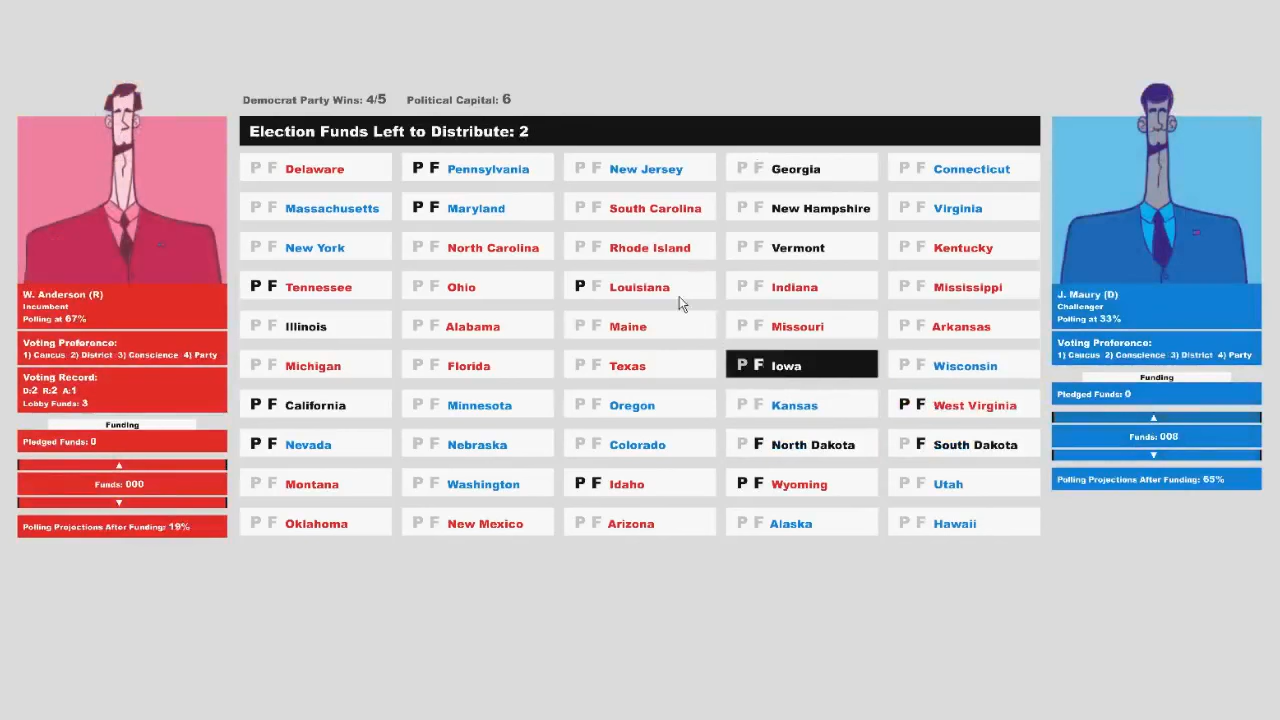 Democrat Party Wins: 4/5 Political Capital: 6
Election Funds Left to Distribute: 2
P F Delaware P F Pennsylvania P F New Jersey P F Georgia P F Connecticut
P F Massachusetts P F Maryland P F South Carolina P F New Hampshire P F Virginia
P F New York P F North Carolina P F Rhode Island P F Vermont P F Kentucky
P F Tennessee P F Ohio P F Louisiana P F Indiana P F Mississippi
P F Illinois P F Alabama P F Maine P F Missouri P F Arkansas
P F Michigan P F Florida P F Texas P F Iowa P F Wisconsin
P F California P F Minnesota P F Oregon P F Kansas P F West Virginia
P F Nevada P F Nebraska P F Colorado P F North Dakota P F South Dakota
P F Montana P F Washington P F Idaho P F Wyoming P F Utah
P F Oklahoma P F New Mexico P F Arizona P F Alaska P F Hawaii
W. Anderson (R)
Incumbent
Polling at 67%
Voting Preference:
1) Caucus 2) District 3) Conscience 4) Party
Voting Record:
D:2 R:2 A:1
Lobby Funds: 3
Funding
Pledged Funds: 0
Funds: 000
Polling Projections After Funding: 19%
J. Maury (D)
Challenger
Polling at 33%
Voting Preference:
1) Caucus 2) Conscience 3) District 4) Party
Funding
Pledged Funds: 0
Funds: 008
Polling Projections After Funding: 65%